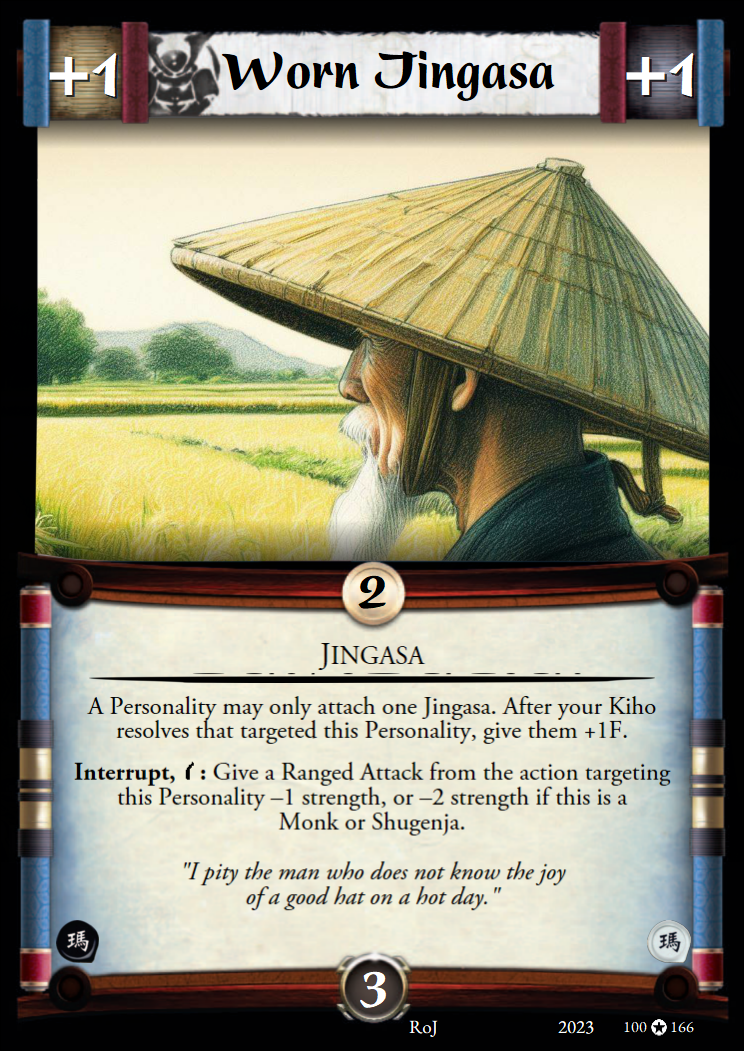 +1 Worn Jingasa +1
2
JINGASA
A Personality may only attach one Jingasa. After your Kiho
resolves that targeted this Personality, give them +1F.
Interrupt, : Give a Ranged Attack from the action targeting
this Personality –1 strength, or –2 strength if this is a
Monk or Shugenja.
"I pity the man who does not know the joy
of a good hat on a hot day."
瑪 瑪
3
RoJ 2023 100 166